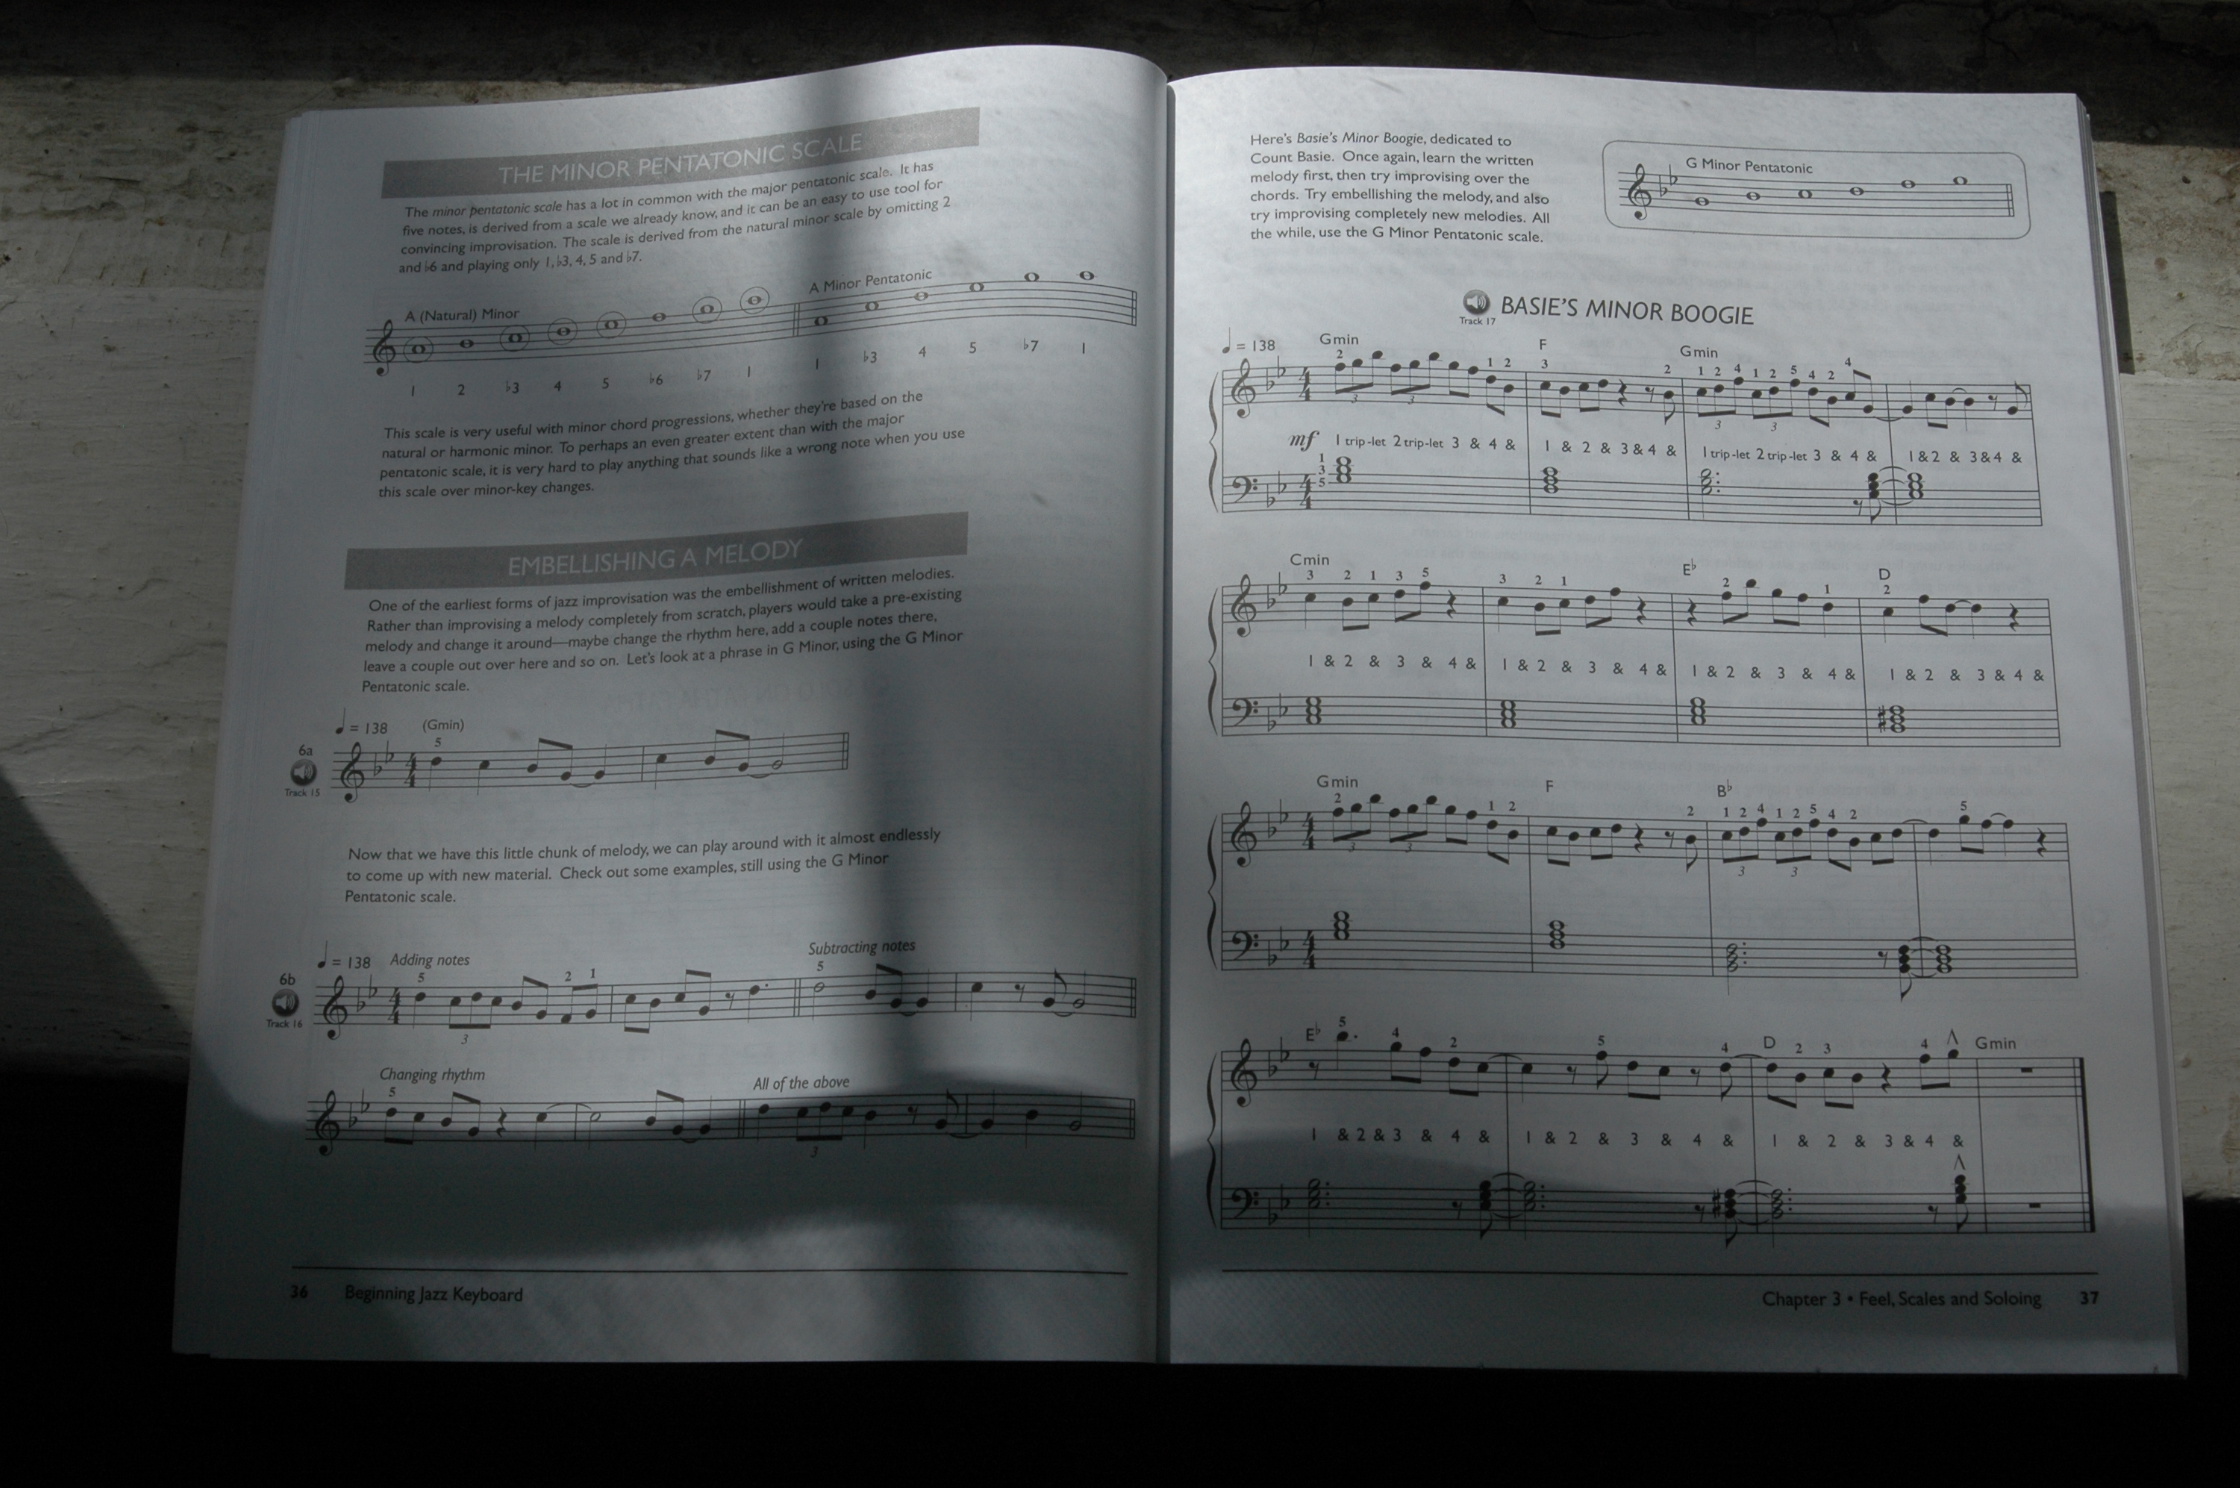 THE MINOR PENTATONIC SCALE
The minor pentatonic scale has a lot in common with the major pentatonic scale. It has
five notes, is derived from a scale we already know, and it can be an easy to use tool for
convincing improvisation. The scale is derived from the natural minor scale by omitting 2
and ♭6 and playing only 1, ♭3, 4, 5 and ♭7.
A (Natural) Minor
A Minor Pentatonic
1 2 ♭3 4 5 ♭6 ♭7 1 1 ♭3 4 5 ♭7 1
This scale is very useful with minor chord progressions, whether they're based on the
natural or harmonic minor. To perhaps an even greater extent than with the major
pentatonic scale, it is very hard to play anything that sounds like a wrong note when you use
this scale over minor-key changes.
EMBELLISHING A MELODY
One of the earliest forms of jazz improvisation was the embellishment of written melodies.
Rather than improvising a melody completely from scratch, players would take a pre-existing
melody and change it around—maybe change the rhythm here, add a couple notes there,
leave a couple out over here and so on. Let's look at a phrase in G Minor, using the G Minor
Pentatonic scale.
♩ = 138 (Gmin)
5
6a
Track 15
4
4
Now that we have this little chunk of melody, we can play around with it almost endlessly
to come up with new material. Check out some examples, still using the G Minor
Pentatonic scale.
♩ = 138 Adding notes Subtracting notes
5 2 1 5
6b
Track 16
4
4
3
Changing rhythm All of the above
5
3
36 Beginning Jazz Keyboard
Here's Basie's Minor Boogie, dedicated to
Count Basie. Once again, learn the written
melody first, then try improvising over the
chords. Try embellishing the melody, and also
try improvising completely new melodies. All
the while, use the G Minor Pentatonic scale.
G Minor Pentatonic
BASIE'S MINOR BOOGIE
Track 17
♩ = 138 Gmin F Gmin
2 1 2 3 2 1 2 4 1 2 5 4 2 4
4
4
3 3 3 3
mf 1 trip-let 2 trip-let 3 & 4 & 1 & 2 & 3 & 4 & 1 trip-let 2 trip-let 3 & 4 & 1 & 2 & 3 & 4 &
1
3
5
4
4
Cmin E♭ D
3 2 1 3 5 3 2 1 2 1 2
1 & 2 & 3 & 4 & 1 & 2 & 3 & 4 & 1 & 2 & 3 & 4 & 1 & 2 & 3 & 4 &
Gmin F B♭
2 1 2 2 1 2 4 1 2 5 4 2 5
4
4
3 3 3 3
4
4
E♭ D Gmin
5 4 2 5 4 2 3 4
1 & 2 & 3 & 4 & 1 & 2 & 3 & 4 & 1 & 2 & 3 & 4 &
Chapter 3 • Feel, Scales and Soloing 37